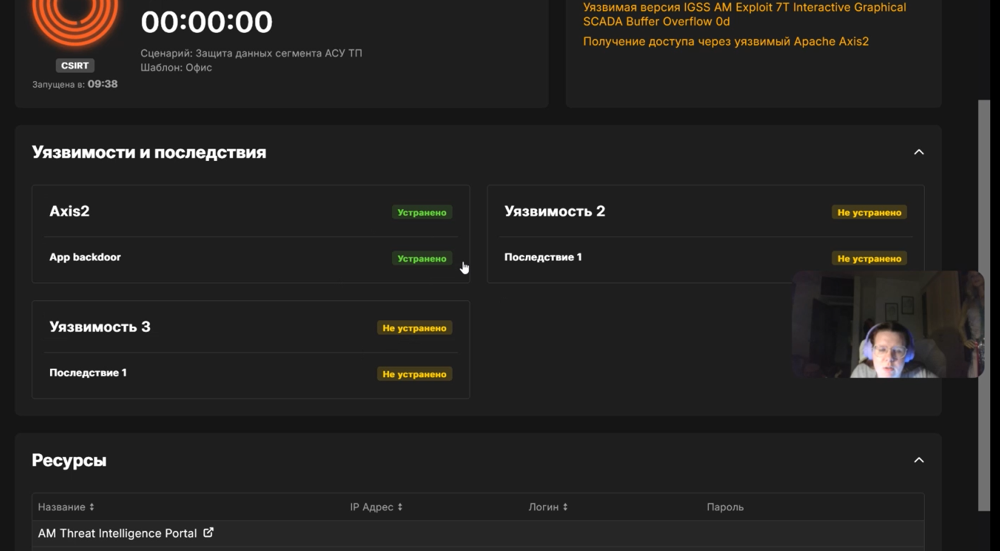 00:00:00
Сценарий: Защита данных сегмента АСУ ТП
Шаблон: Офис
CSIRT
Запущена в: 09:38
Уязвимая версия IGSS AM Exploit 7T Interactive Graphical
SCADA Buffer Overflow 0d
Получение доступа через уязвимый Apache Axis2
Уязвимости и последствия
Axis2 Устранено
App backdoor Устранено
Уязвимость 2 Не устранено
Последствие 1 Не устранено
Уязвимость 3 Не устранено
Последствие 1 Не устранено
Ресурсы
Название IP Адрес Логин Пароль
AM Threat Intelligence Portal